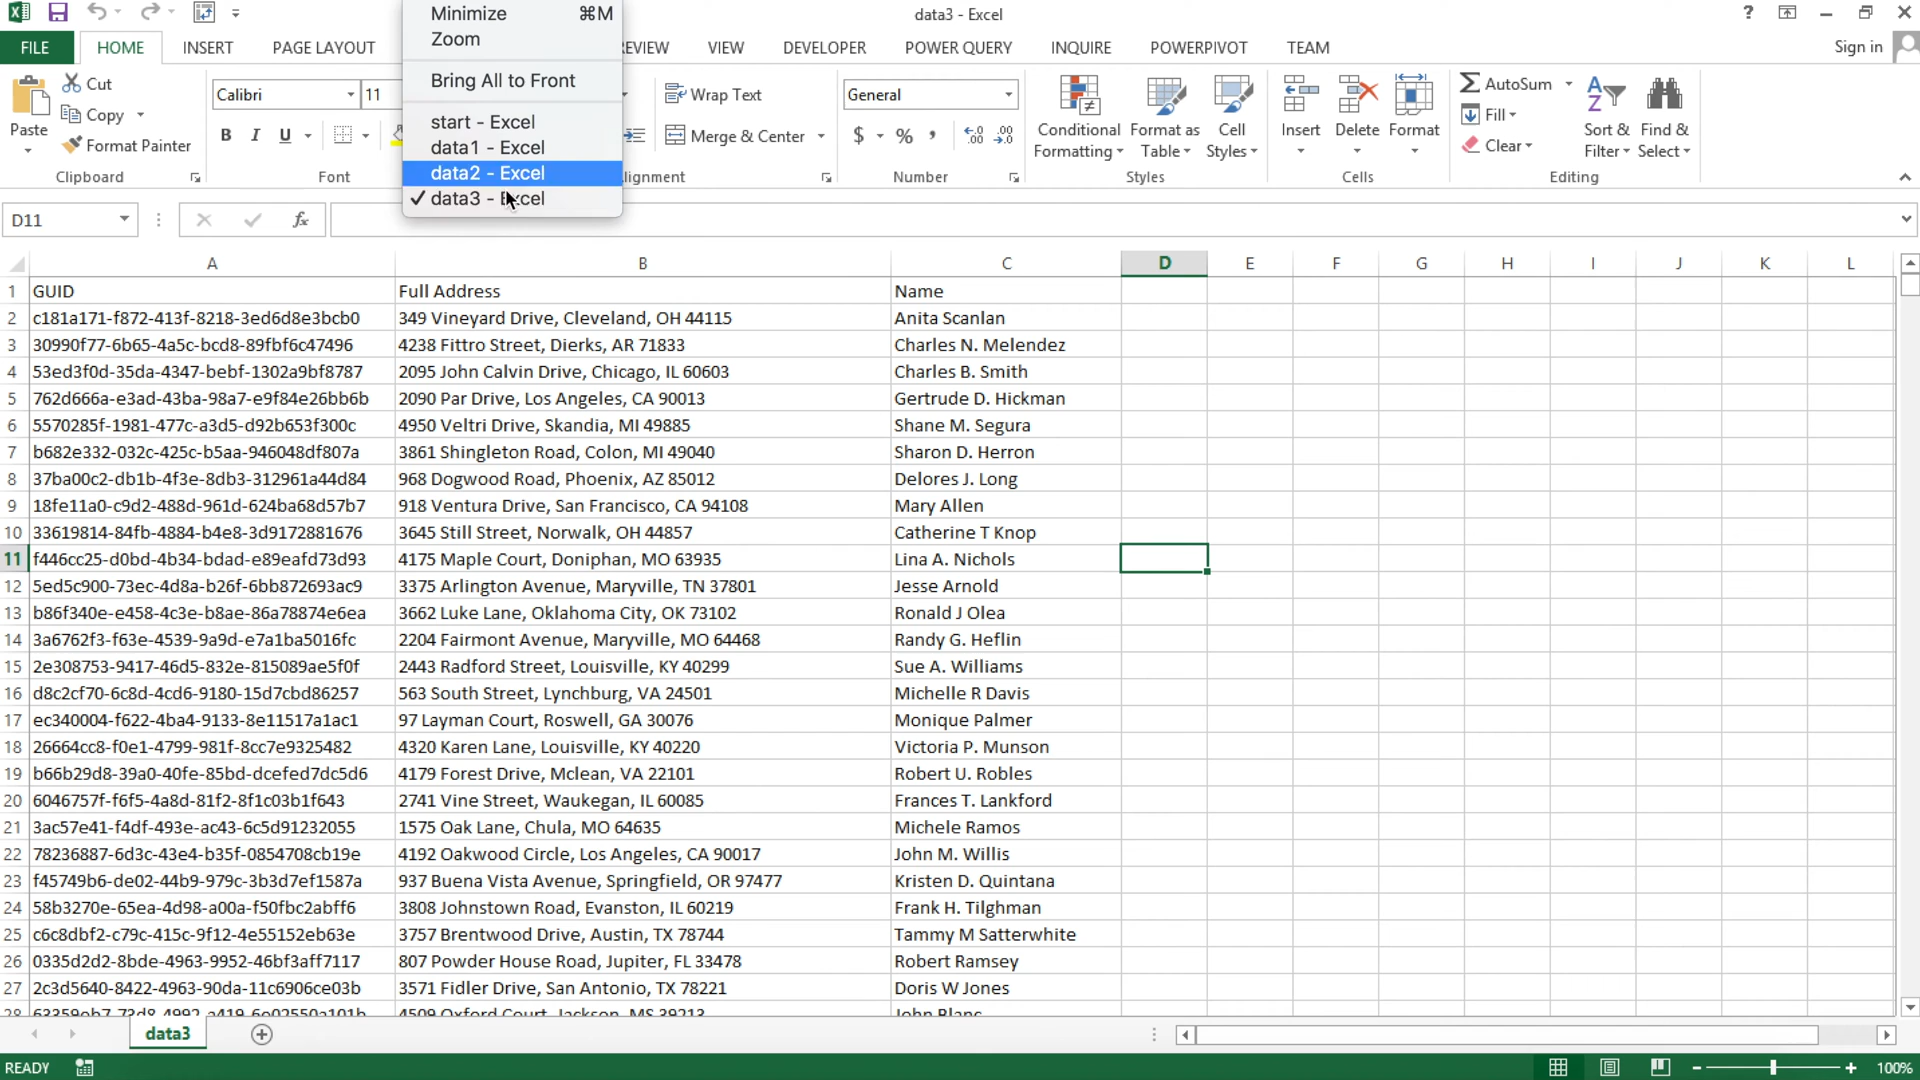 data3 - Excel
?
Minimize ⌘M
Zoom
Bring All to Front
start - Excel
data1 - Excel
data2 - Excel
✓ data3 - Excel
FILE HOME INSERT PAGE LAYOUT EVIEW VIEW DEVELOPER POWER QUERY INQUIRE POWERPIVOT TEAM Sign in
Paste
Cut
Copy
Format Painter
Clipboard
Calibri 11
B I U
Font
Wrap Text
Merge & Center
lignment
General
$ % ,
Number
Conditional Formatting
Format as Table
Cell Styles
Styles
Insert Delete Format
Cells
AutoSum
Fill
Clear
Sort & Filter
Find & Select
Editing
D11 fx
A B C D E F G H I J K L
1 GUID Full Address Name
2 c181a171-f872-413f-8218-3ed6d8e3bcb0 349 Vineyard Drive, Cleveland, OH 44115 Anita Scanlan
3 30990f77-6b65-4a5c-bcd8-89fbf6c47496 4238 Fittro Street, Dierks, AR 71833 Charles N. Melendez
4 53ed3f0d-35da-4347-bebf-1302a9bf8787 2095 John Calvin Drive, Chicago, IL 60603 Charles B. Smith
5 762d666a-e3ad-43ba-98a7-e9f84e26bb6b 2090 Par Drive, Los Angeles, CA 90013 Gertrude D. Hickman
6 5570285f-1981-477c-a3d5-d92b653f300c 4950 Veltri Drive, Skandia, MI 49885 Shane M. Segura
7 b682e332-032c-425c-b5aa-946048df807a 3861 Shingleton Road, Colon, MI 49040 Sharon D. Herron
8 37ba00c2-db1b-4f3e-8db3-312961a44d84 968 Dogwood Road, Phoenix, AZ 85012 Delores J. Long
9 18fe11a0-c9d2-488d-961d-624ba68d57b7 918 Ventura Drive, San Francisco, CA 94108 Mary Allen
10 33619814-84fb-4884-b4e8-3d9172881676 3645 Still Street, Norwalk, OH 44857 Catherine T Knop
11 f446cc25-d0bd-4b34-bdad-e89eafd73d93 4175 Maple Court, Doniphan, MO 63935 Lina A. Nichols
12 5ed5c900-73ec-4d8a-b26f-6bb872693ac9 3375 Arlington Avenue, Maryville, TN 37801 Jesse Arnold
13 b86f340e-e458-4c3e-b8ae-86a78874e6ea 3662 Luke Lane, Oklahoma City, OK 73102 Ronald J Olea
14 3a6762f3-f63e-4539-9a9d-e7a1ba5016fc 2204 Fairmont Avenue, Maryville, MO 64468 Randy G. Heflin
15 2e308753-9417-46d5-832e-815089ae5f0f 2443 Radford Street, Louisville, KY 40299 Sue A. Williams
16 d8c2cf70-6c8d-4cd6-9180-15d7cbd86257 563 South Street, Lynchburg, VA 24501 Michelle R Davis
17 ec340004-f622-4ba4-9133-8e11517a1ac1 97 Layman Court, Roswell, GA 30076 Monique Palmer
18 26664cc8-f0e1-4799-981f-8cc7e9325482 4320 Karen Lane, Louisville, KY 40220 Victoria P. Munson
19 b66b29d8-39a0-40fe-85bd-dcefed7dc5d6 4179 Forest Drive, Mclean, VA 22101 Robert U. Robles
20 6046757f-f6f5-4a8d-81f2-8f1c03b1f643 2741 Vine Street, Waukegan, IL 60085 Frances T. Lankford
21 3ac57e41-f4df-493e-ac43-6c5d91232055 1575 Oak Lane, Chula, MO 64635 Michele Ramos
22 78236887-6d3c-43e4-b35f-0854708cb19e 4192 Oakwood Circle, Los Angeles, CA 90017 John M. Willis
23 f45749b6-de02-44b9-979c-3b3d7ef1587a 937 Buena Vista Avenue, Springfield, OR 97477 Kristen D. Quintana
24 58b3270e-65ea-4d98-a00a-f50fbc2abff6 3808 Johnstown Road, Evanston, IL 60219 Frank H. Tilghman
25 c6c8dbf2-c79c-415c-9f12-4e55152eb63e 3757 Brentwood Drive, Austin, TX 78744 Tammy M Satterwhite
26 0335d2d2-8bde-4963-9952-46bf3aff7117 807 Powder House Road, Jupiter, FL 33478 Robert Ramsey
27 2c3d5640-8422-4963-90da-11c6906ce03b 3571 Fidler Drive, San Antonio, TX 78221 Doris W Jones
28 4509 Oxford Court, Jackson, MS 39213 John Blanc
data3
READY 100%